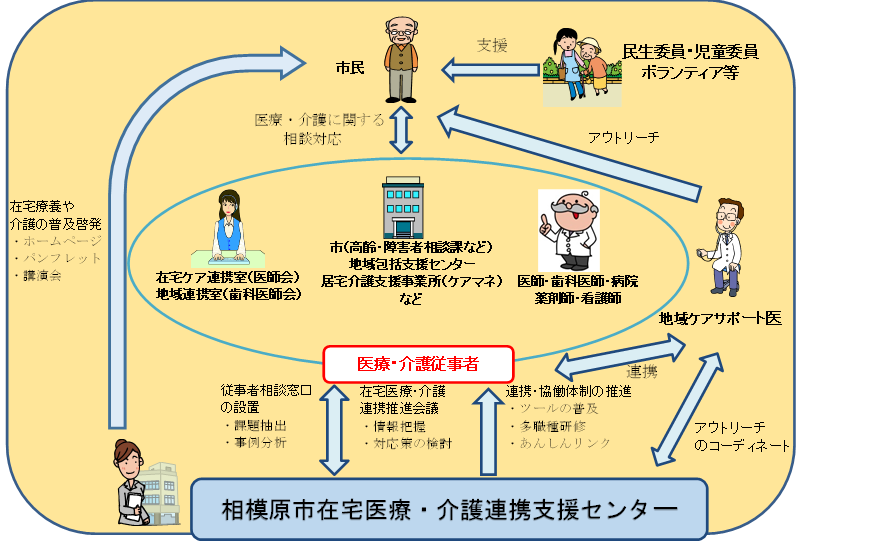 市民
支援
民生委員・児童委員
ボランティア等
医療・介護に関する
相談対応
アウトリーチ
在宅療養や
介護の普及啓発
・ホームページ
・パンフレット
・講演会
在宅ケア連携室(医師会)
地域連携室(歯科医師会)
市(高齢・障害者相談課など)
地域包括支援センター
居宅介護支援事業所(ケアマネ)
など
医師・歯科医師・病院
薬剤師・看護師
地域ケアサポート医
医療・介護従事者
連携
従事者相談窓口
の設置
・課題抽出
・事例分析
在宅医療・介護
連携推進会議
・情報把握
・対応策の検討
連携・協働体制の推進
・ツールの普及
・多職種研修
・あんしんリンク
アウトリーチ
のコーディネート
相模原市在宅医療・介護連携支援センター